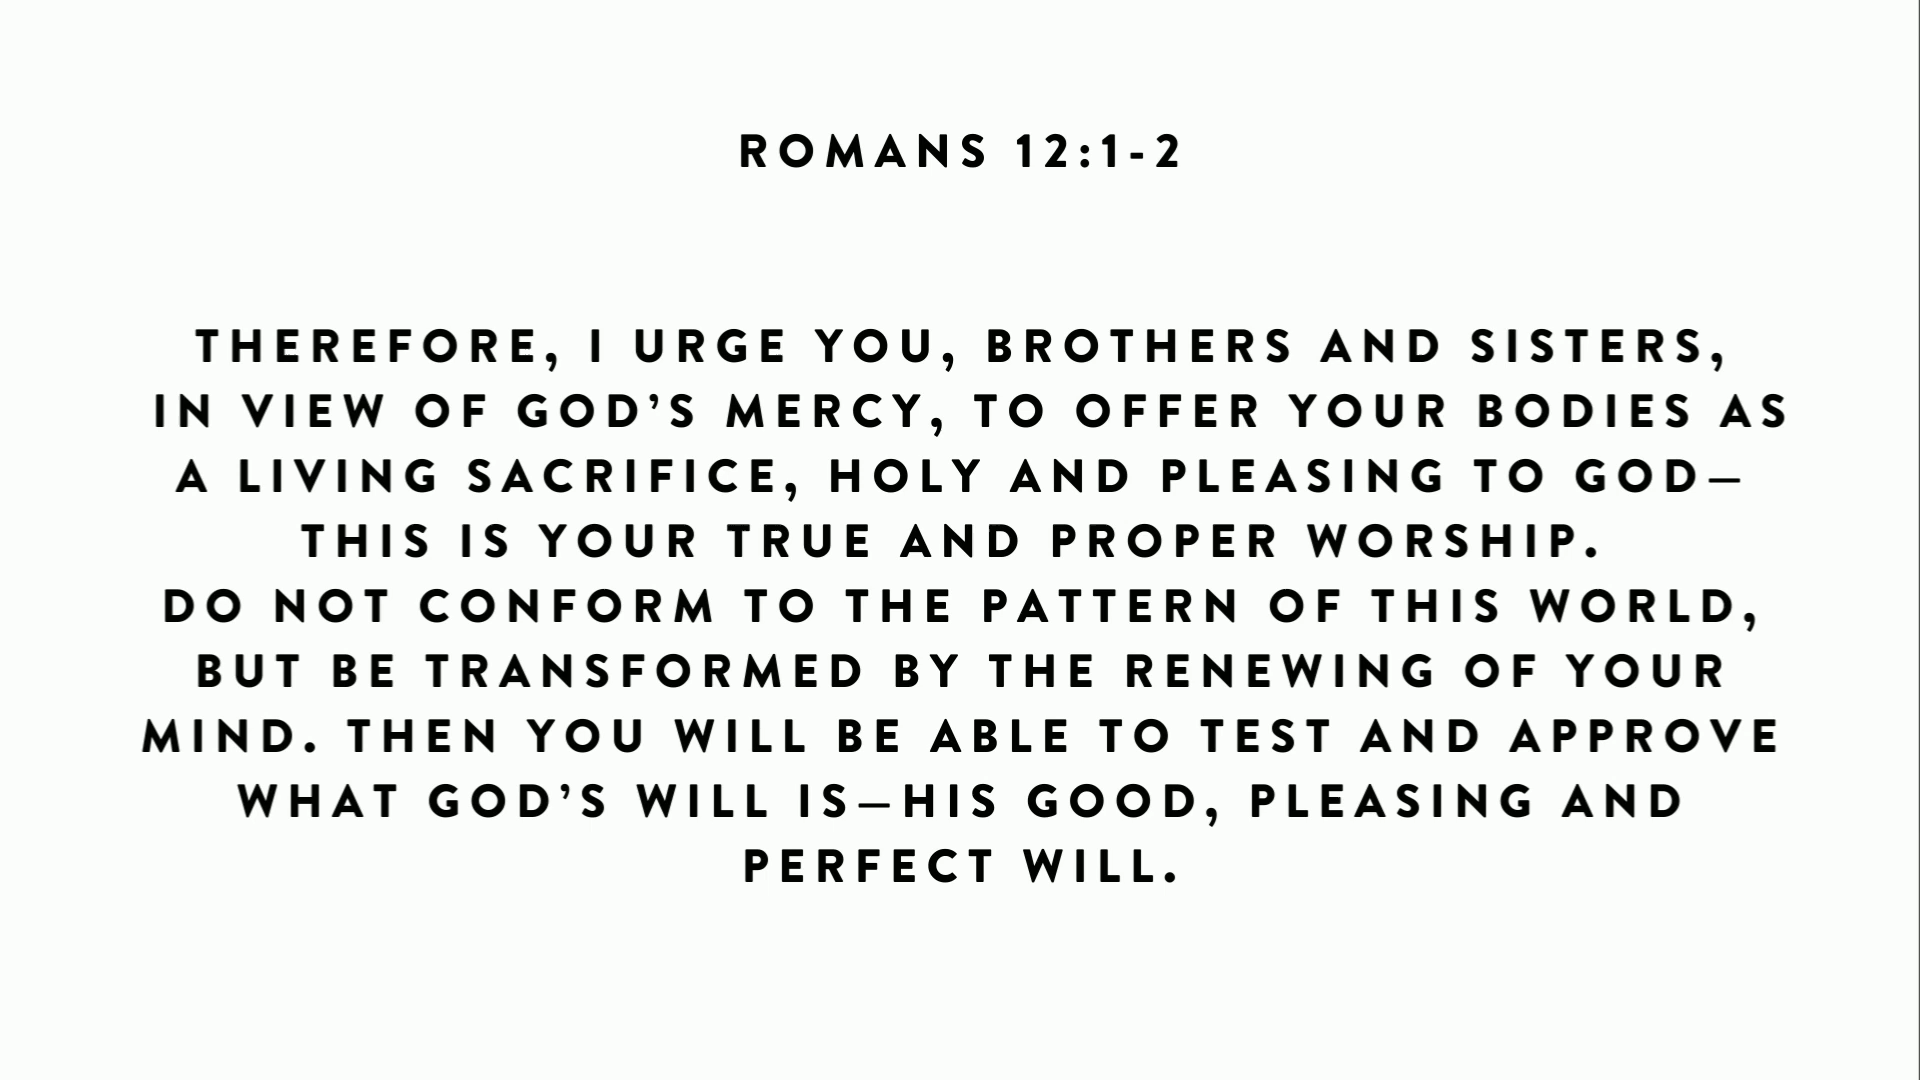 ROMANS 12:1-2
THEREFORE, I URGE YOU, BROTHERS AND SISTERS,
IN VIEW OF GOD’S MERCY, TO OFFER YOUR BODIES AS
A LIVING SACRIFICE, HOLY AND PLEASING TO GOD—
THIS IS YOUR TRUE AND PROPER WORSHIP.
DO NOT CONFORM TO THE PATTERN OF THIS WORLD,
BUT BE TRANSFORMED BY THE RENEWING OF YOUR
MIND. THEN YOU WILL BE ABLE TO TEST AND APPROVE
WHAT GOD’S WILL IS—HIS GOOD, PLEASING AND
PERFECT WILL.